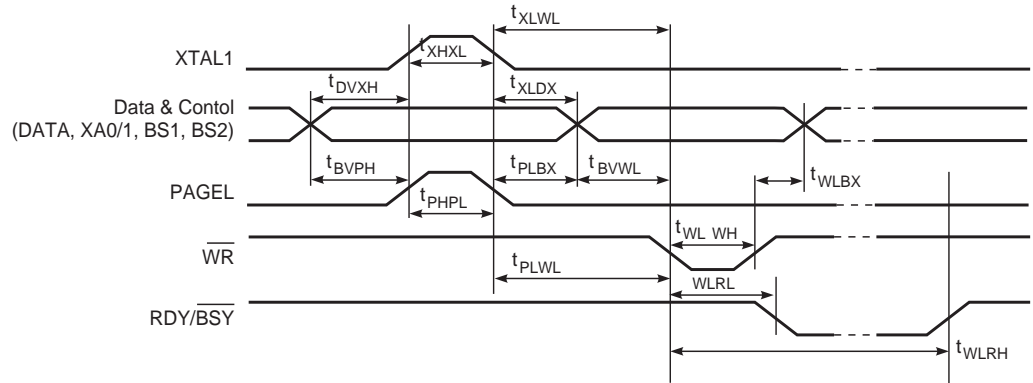 tXLWL
XTAL1
tXHXL
tDVXH
tXLDX
Data & Contol
(DATA, XA0/1, BS1, BS2)
tBVPH
tPLBX
tBVWL
tWLBX
PAGEL
tPHPL
WR
tWL WH
tPLWL
WLRL
RDY/BSY
tWLRH